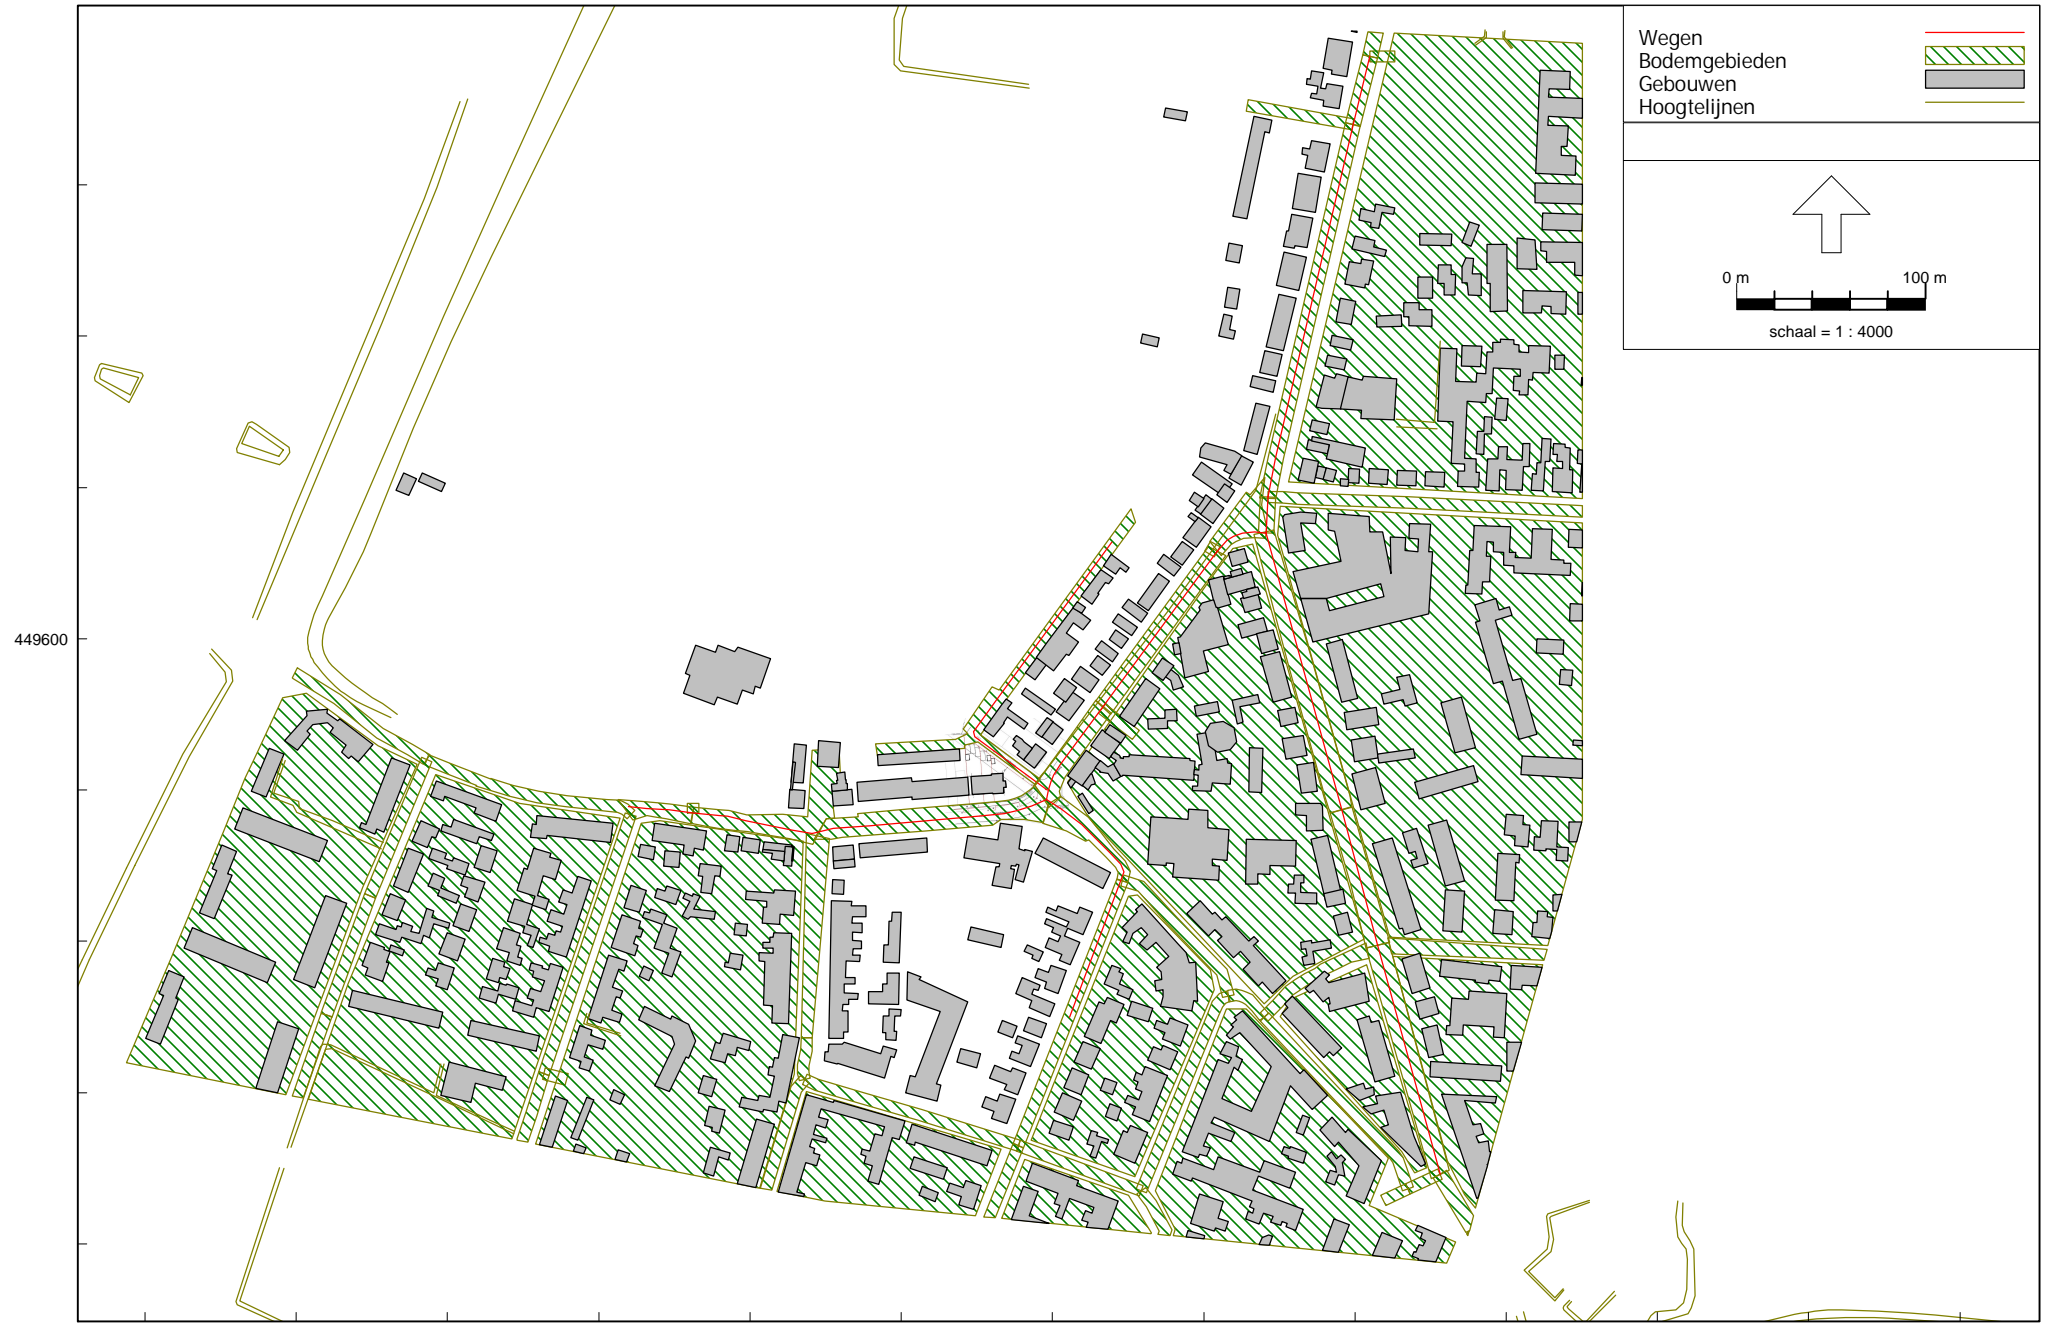 Wegen
Bodemgebieden
Gebouwen
Hoogtelijnen
0 m 100 m
schaal = 1 : 4000
449600